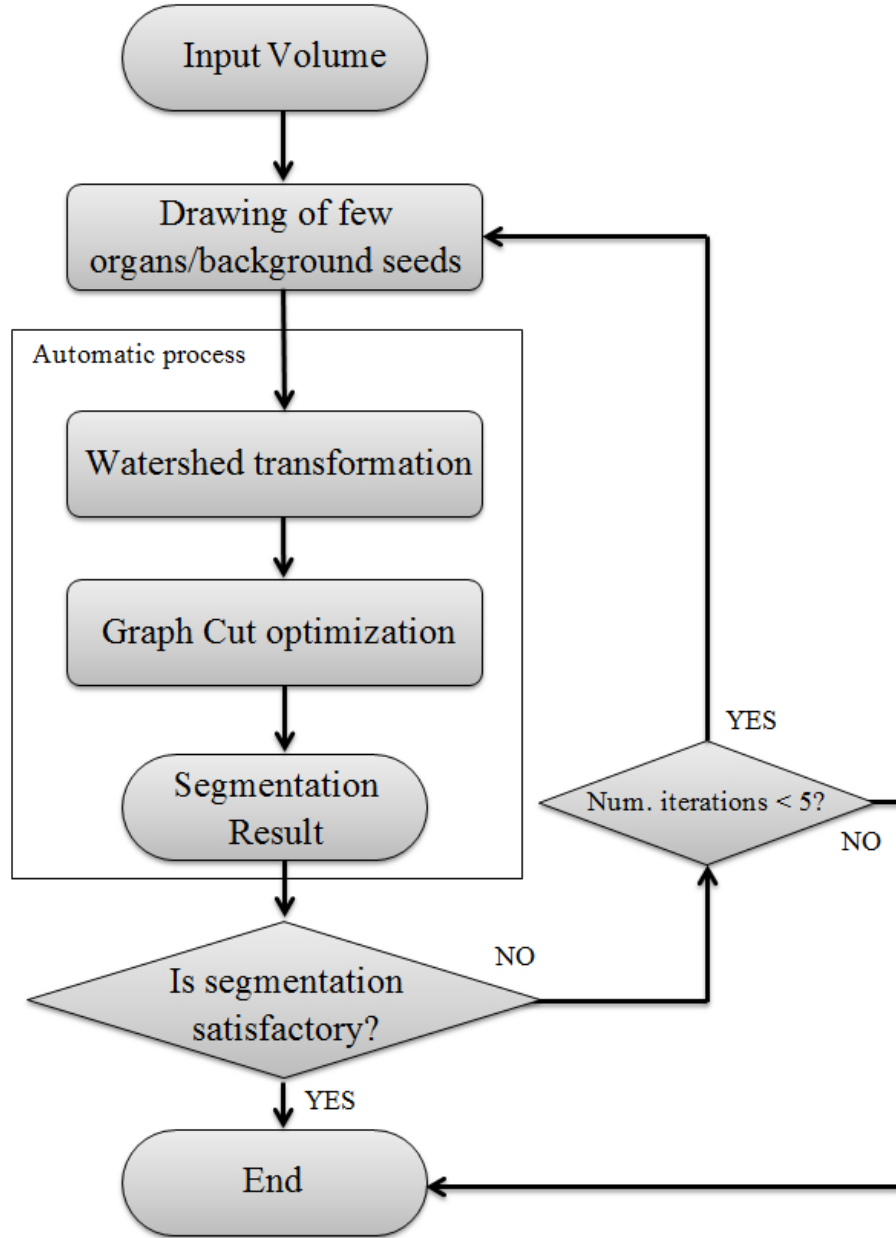 Input Volume
Drawing of few
organs/background seeds
Automatic process
Watershed transformation
Graph Cut optimization
Segmentation
Result
YES
Num. iterations < 5?
NO
NO
Is segmentation
satisfactory?
YES
End